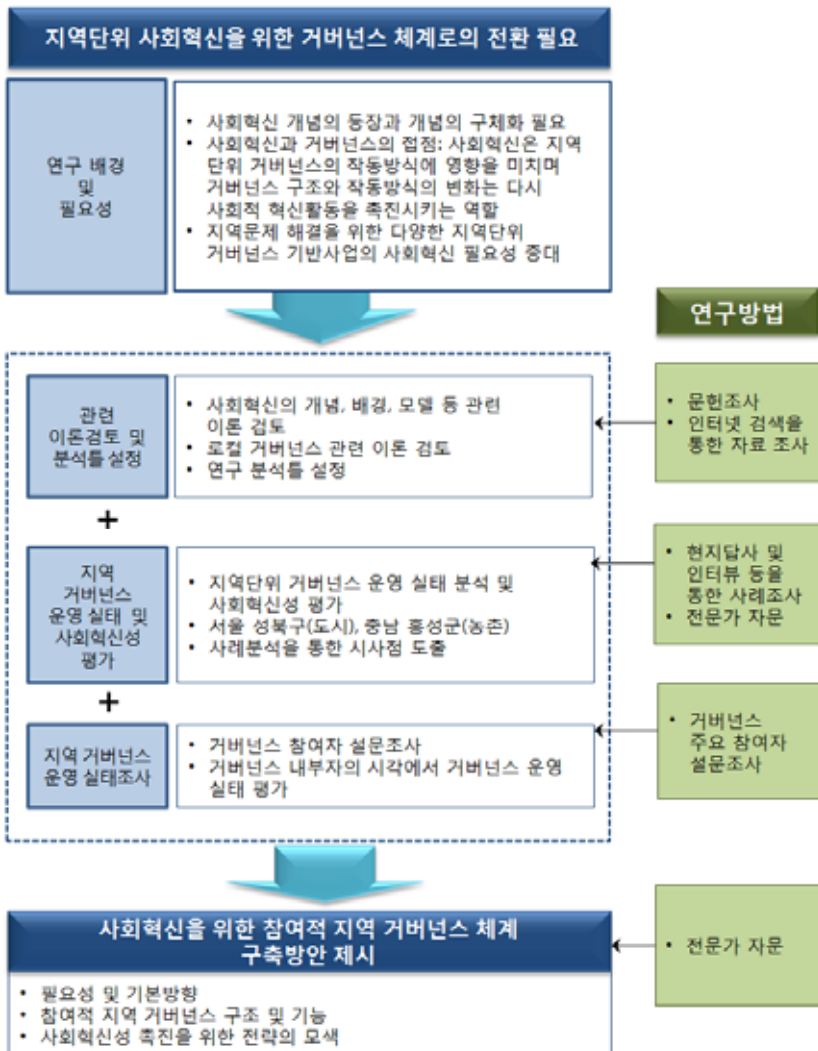 지역단위 사회혁신을 위한 거버넌스 체계로의 전환 필요
연구 배경
및
필요성
• 사회혁신 개념의 등장과 개념의 구체화 필요
• 사회혁신과 거버넌스의 접점: 사회혁신은 지역
단위 거버넌스의 작동방식에 영향을 미치며
거버넌스 구조와 작동방식의 변화는 다시
사회적 혁신활동을 촉진시키는 역할
• 지역문제 해결을 위한 다양한 지역단위
거버넌스 기반사업의 사회혁신 필요성 증대
연구방법
관련
이론검토 및
분석틀 설정
• 사회혁신의 개념, 배경, 모델 등 관련
이론 검토
• 로컬 거버넌스 관련 이론 검토
• 연구 분석틀 설정
• 문헌조사
• 인터넷 검색을
통한 자료 조사
+
지역
거버넌스
운영 실태 및
사회혁신성
평가
• 지역단위 거버넌스 운영 실태 분석 및
사회혁신성 평가
• 서울 성북구(도시), 충남 홍성군(농촌)
• 사례분석을 통한 시사점 도출
• 현지답사 및
인터뷰 등을
통한 사례조사
• 전문가 자문
+
지역 거버넌스
운영 실태조사
• 거버넌스 참여자 설문조사
• 거버넌스 내부자의 시각에서 거버넌스 운영
실태 평가
• 거버넌스
주요 참여자
설문조사
사회혁신을 위한 참여적 지역 거버넌스 체계
구축방안 제시
• 필요성 및 기본방향
• 참여적 지역 거버넌스 구조 및 기능
• 사회혁신성 촉진을 위한 전략의 모색
• 전문가 자문